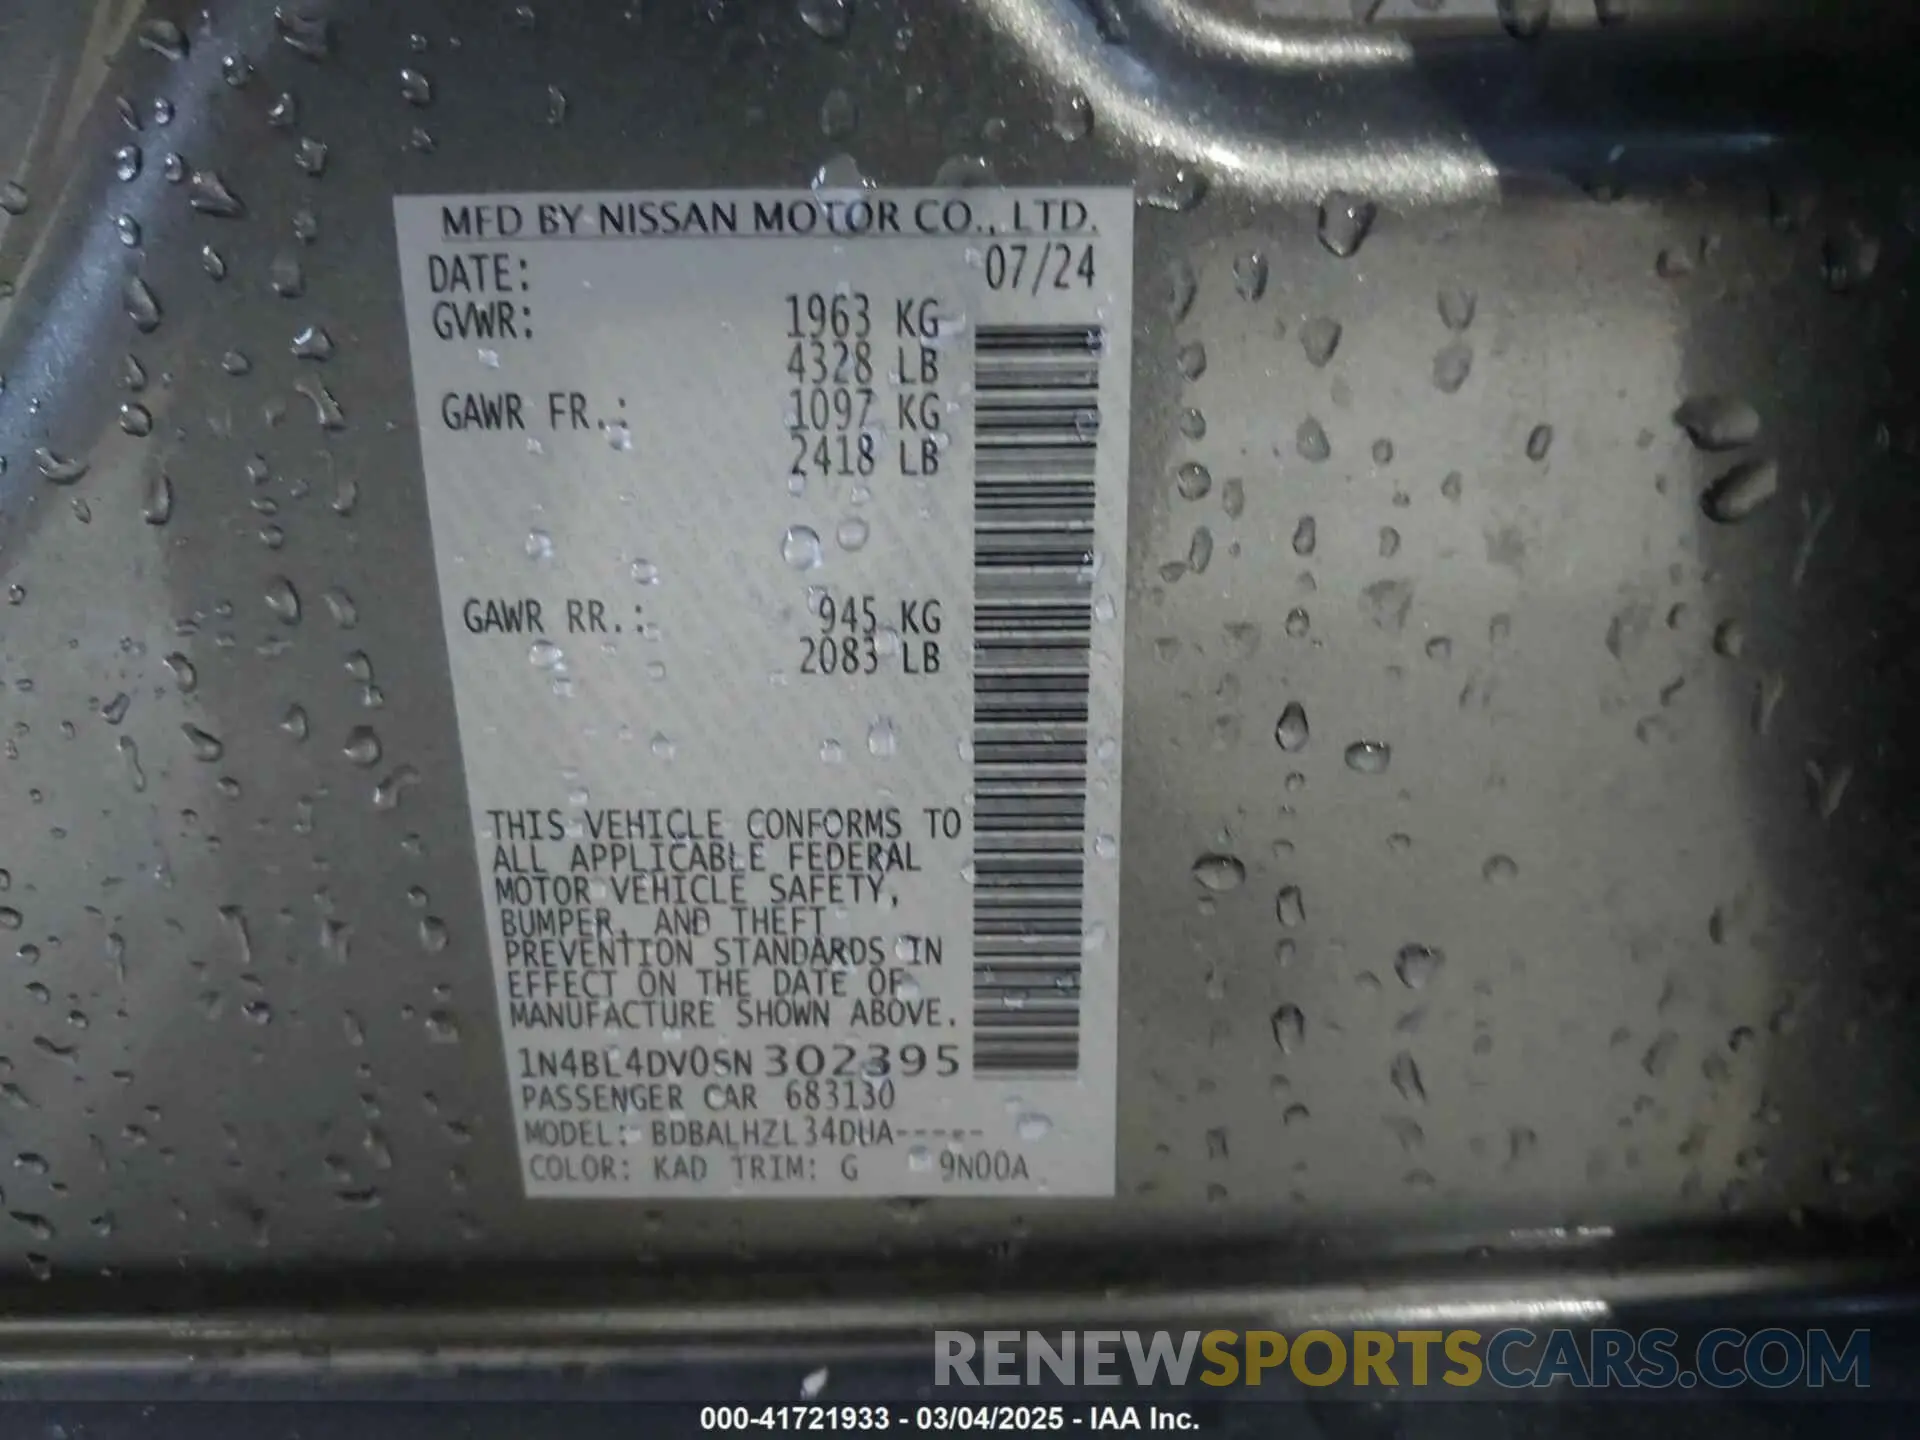 MFD BY NISSAN MOTOR CO., LTD.
DATE: 07/24
GVWR: 1963 KG
4328 LB
GAWR FR.: 1097 KG
2418 LB
GAWR RR.: 945 KG
2083 LB
THIS VEHICLE CONFORMS TO
ALL APPLICABLE FEDERAL
MOTOR VEHICLE SAFETY,
BUMPER, AND THEFT
PREVENTION STANDARDS IN
EFFECT ON THE DATE OF
MANUFACTURE SHOWN ABOVE.
1N4BL4DV0SN302395
PASSENGER CAR 683130
MODEL: BDBALHZL34DUA-----
COLOR: KAD TRIM: G 9N00A
RENEWSPORTSCARS.COM
000-41721933 - 03/04/2025 - IAA Inc.